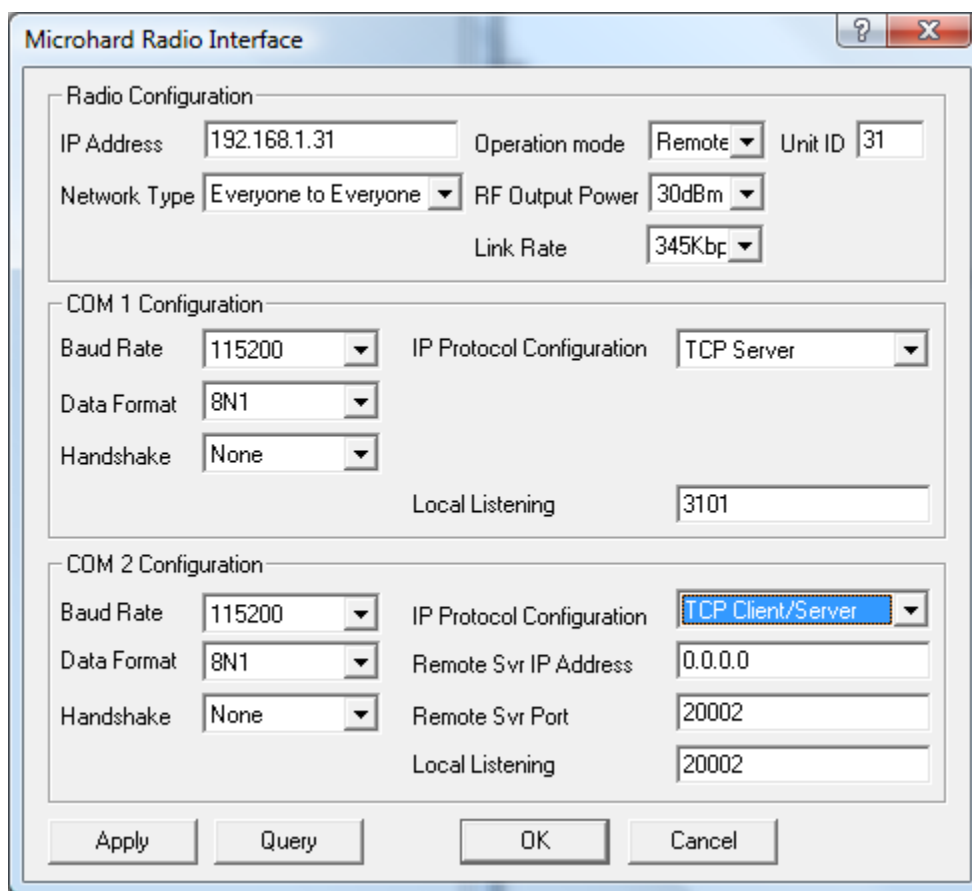 Microhard Radio Interface
?
Radio Configuration
IP Address 192.168.1.31 Operation mode Remote Unit ID 31
Network Type Everyone to Everyone RF Output Power 30dBm
Link Rate 345Kbp
COM 1 Configuration
Baud Rate 115200 IP Protocol Configuration TCP Server
Data Format 8N1
Handshake None
Local Listening 3101
COM 2 Configuration
Baud Rate 115200 IP Protocol Configuration TCP Client/Server
Data Format 8N1 Remote Svr IP Address 0.0.0.0
Handshake None Remote Svr Port 20002
Local Listening 20002
Apply Query OK Cancel